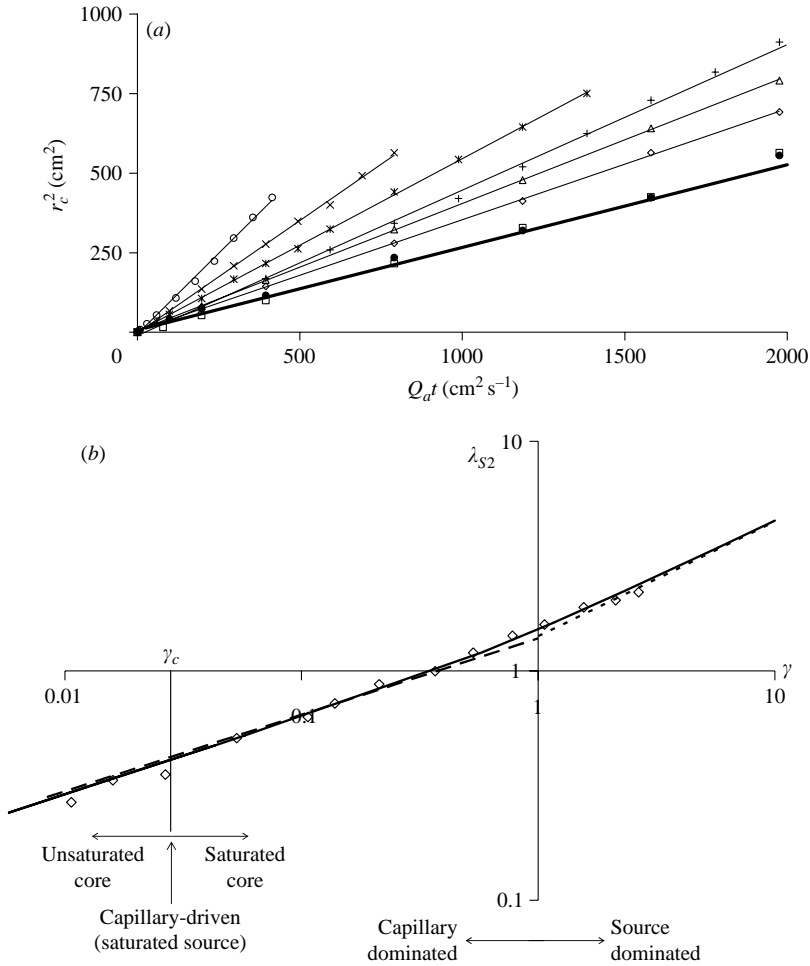 1000
(a)
750
r_c^2 (cm^2)
500
250
0
500
1000
1500
2000
Q_a t (cm^2 s^{–1})
(b)
10
λ_{S2}
γ_c
1
γ
0.01
0.1
1
10
Unsaturated
core
Saturated
core
0.1
Capillary-driven
(saturated source)
Capillary
dominated
Source
dominated